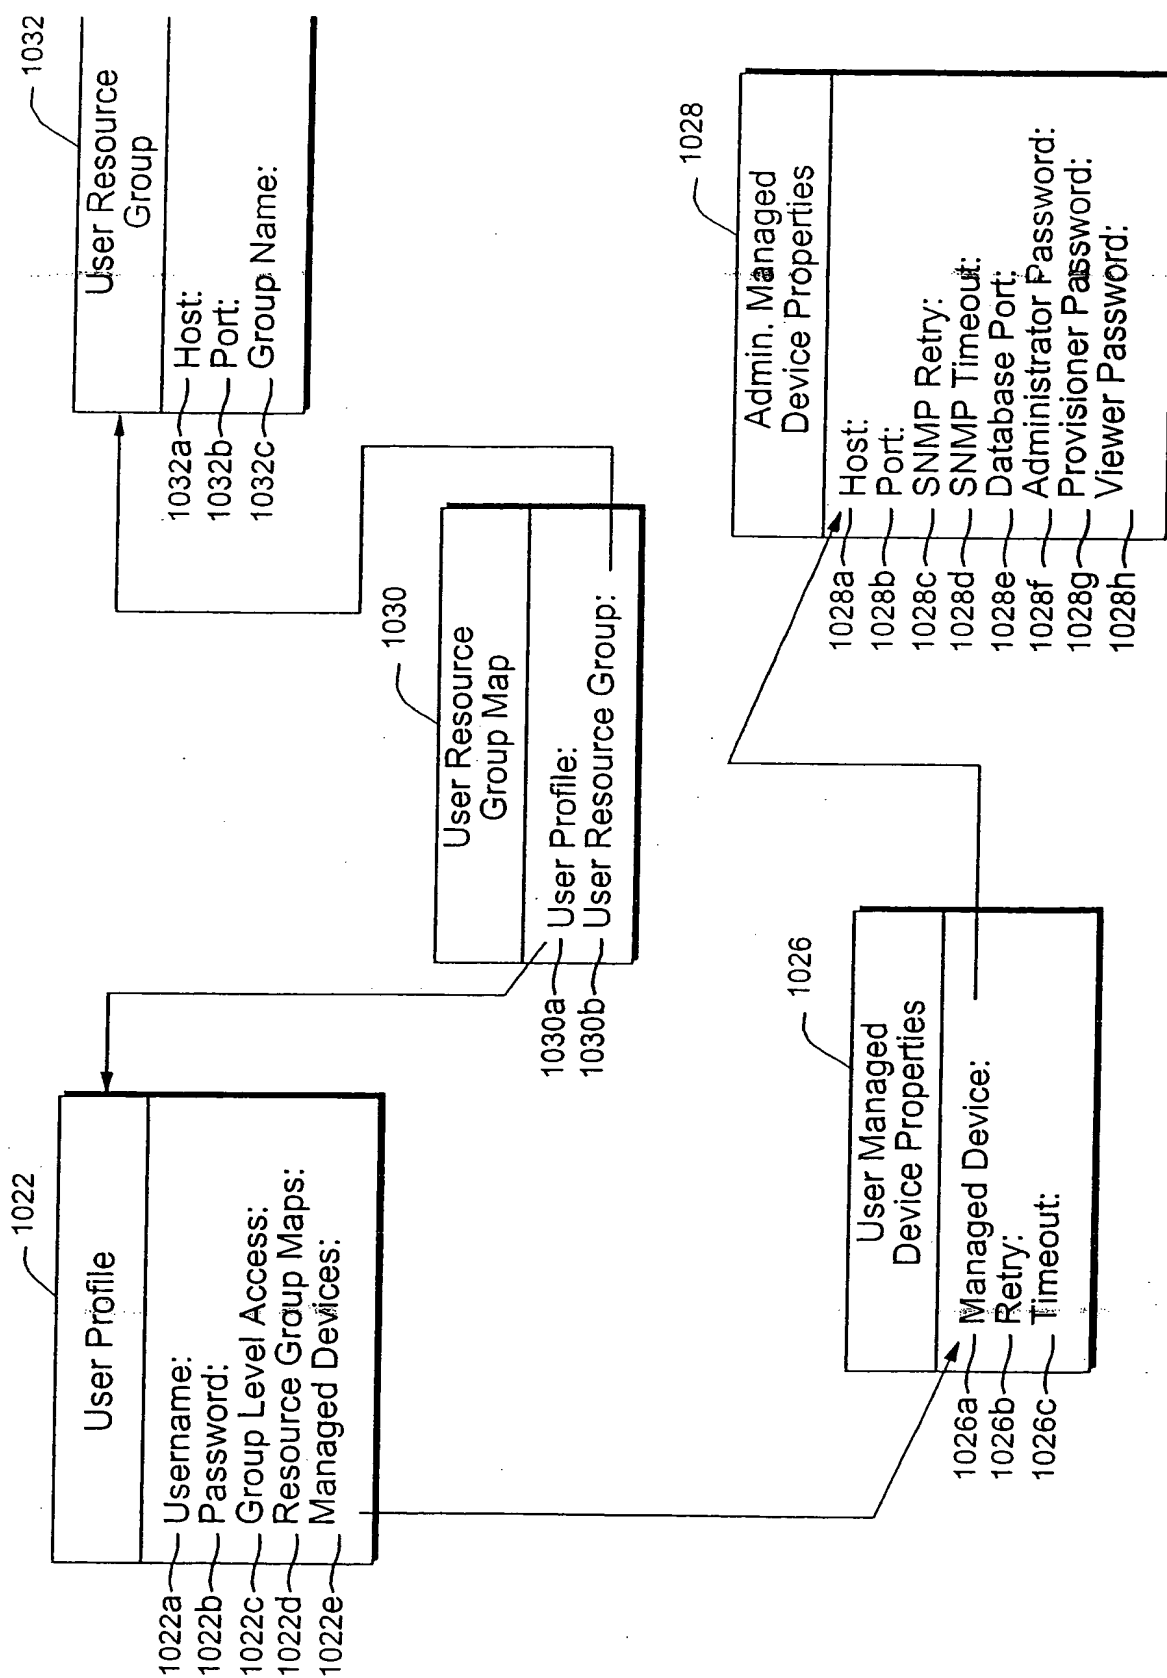 1022
User Profile
1022a Username:
1022b Password:
1022c Group Level Access:
1022d Resource Group Maps:
1022e Managed Devices:
1030
User Resource
Group Map
1030a User Profile:
1030b User Resource Group:
1032
User Resource
Group
1032a Host:
1032b Port:
1032c Group Name:
1026
User Managed
Device Properties
1026a Managed Device:
1026b Retry:
1026c Timeout:
1028
Admin. Managed
Device Properties
1028a Host:
1028b Port:
1028c SNMP Retry:
1028d SNMP Timeout:
1028e Database Port:
1028f Administrator Password:
1028g Provisioner Password:
1028h Viewer Password: